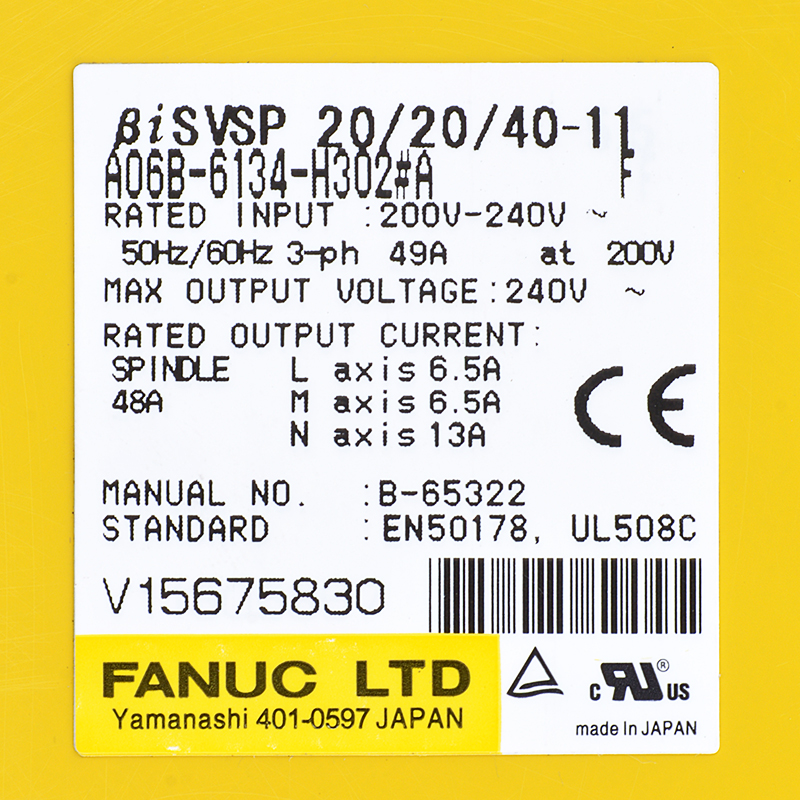 βiSVSP 20/20/40-11
A06B-6134-H302#A F
RATED INPUT :200V-240V ~
50Hz/60Hz 3-ph 49A at 200V
MAX OUTPUT VOLTAGE:240V ~
RATED OUTPUT CURRENT:
SPINDLE L axis 6.5A
48A M axis 6.5A
N axis 13A
CE
MANUAL NO. :B-65322
STANDARD :EN50178, UL508C
V15675830
FANUC LTD
Yamanashi 401-0597 JAPAN
c RU® US
made In JAPAN